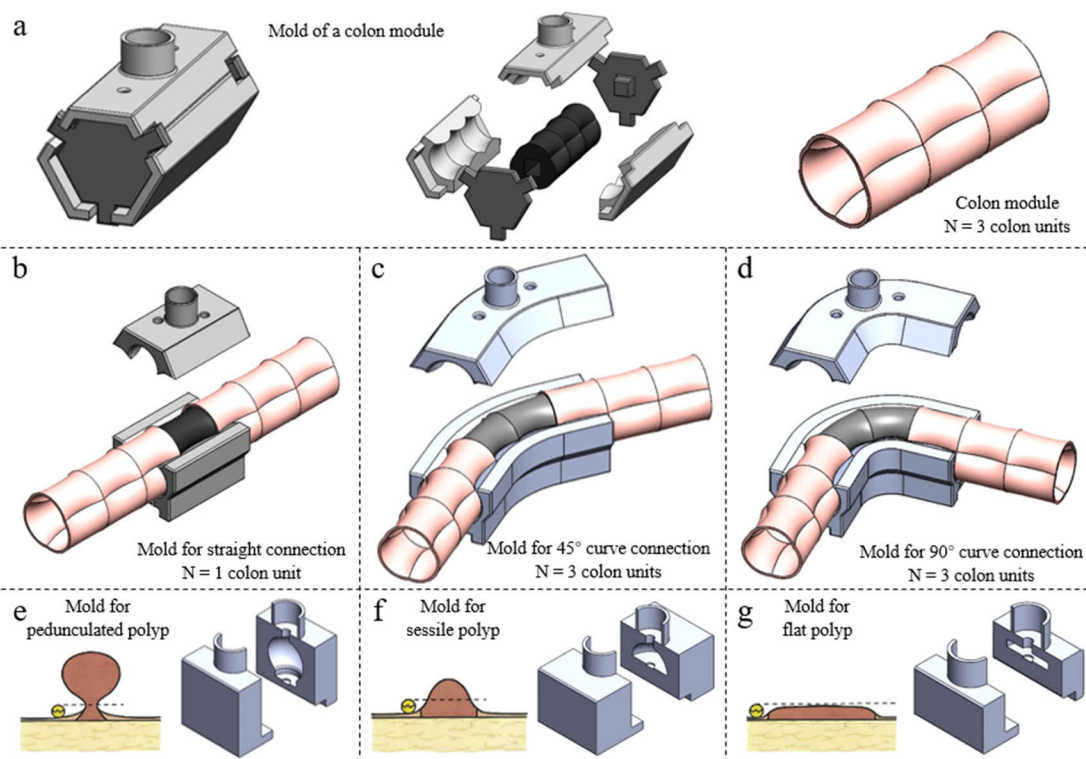 a
Mold of a colon module
Colon module
N = 3 colon units
b
Mold for straight connection
N = 1 colon unit
c
Mold for 45° curve connection
N = 3 colon units
d
Mold for 90° curve connection
N = 3 colon units
e
Mold for
pedunculated polyp
f
Mold for
sessile polyp
g
Mold for
flat polyp